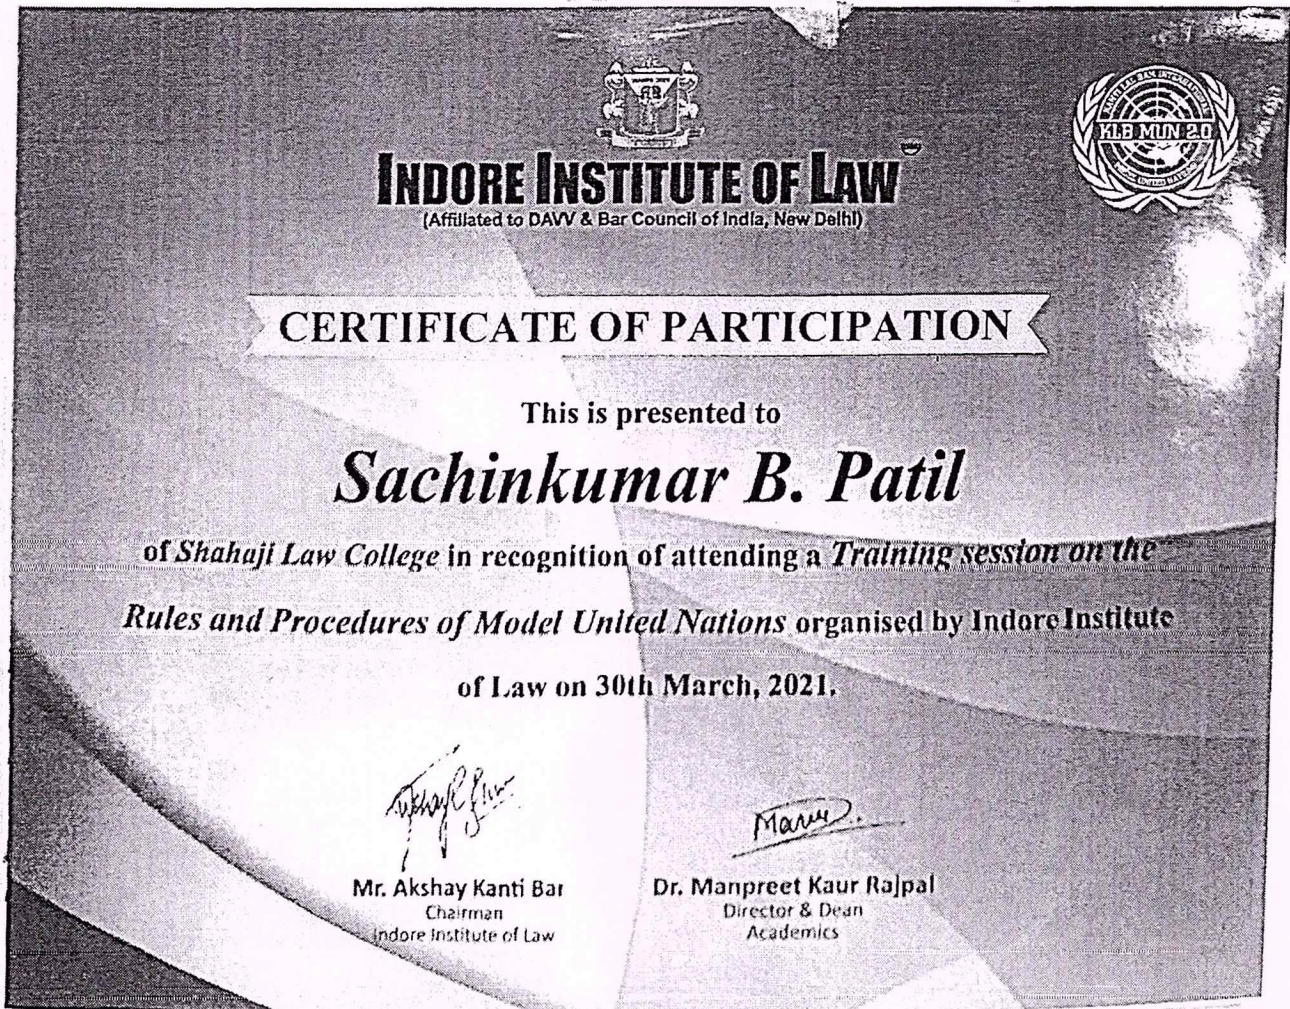 INDORE INSTITUTE OF LAW
(Affiliated to DAVV & Bar Council of India, New Delhi)
KLB MUN 2.0
CERTIFICATE OF PARTICIPATION
This is presented to
Sachinkumar B. Patil
of Shahaji Law College in recognition of attending a Training session on the
Rules and Procedures of Model United Nations organised by Indore Institute
of Law on 30th March, 2021.
Mr. Akshay Kanti Bam
Chairman
Indore Institute of Law
Dr. Manpreet Kaur Rajpal
Director & Dean
Academics